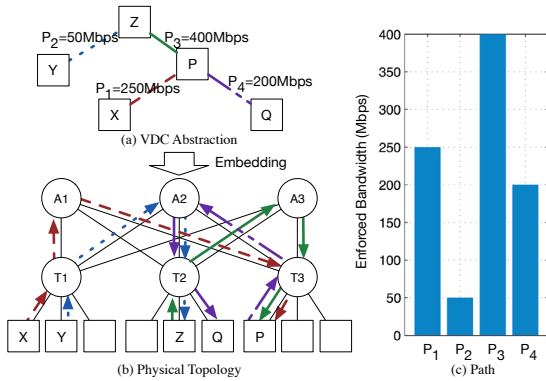 P2=50Mbps
Z
P3=400Mbps
Y
P
P1=250Mbps
P4=200Mbps
X
Q
(a) VDC Abstraction
Embedding
A1
A2
A3
T1
T2
T3
X
Y
Z
Q
P
(b) Physical Topology
Enforced Bandwidth (Mbps)
400
350
300
250
200
150
100
50
0
P1
P2
P3
P4
(c) Path